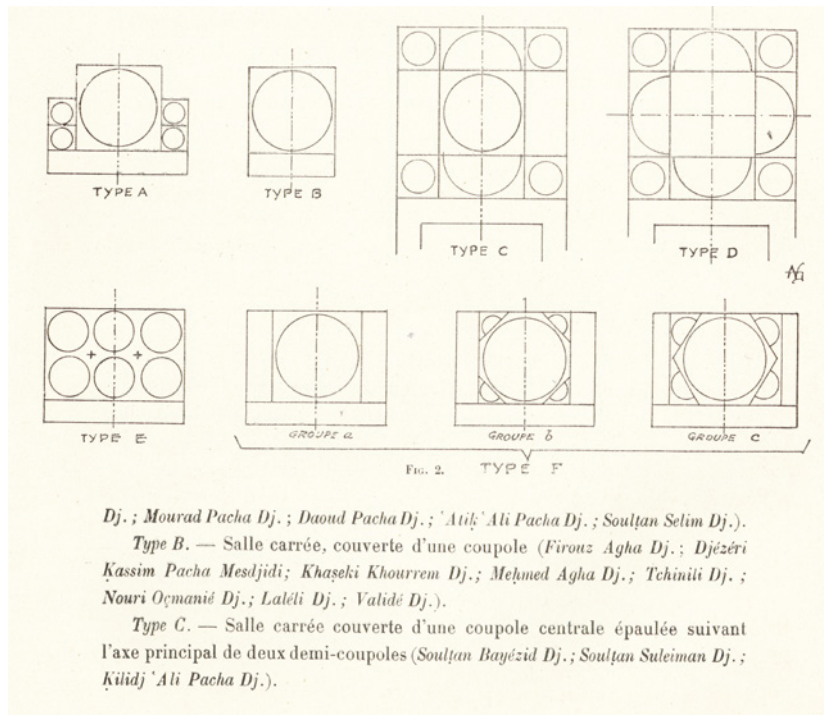 TYPE A
TYPE B
TYPE C
TYPE D
TYPE E
GROUPE a
GROUPE b
GROUPE c
FIG. 2.
TYPE F
Dj. ; Mourad Pacha Dj. ; Daoud Pacha Dj. ; ʿAtiḳ ʿAli Pacha Dj. ; Soulṭan Selim Dj.).
Type B. — Salle carrée, couverte d'une coupole (Firouz Agha Dj. ; Djézéri
Ḳassim Pacha Mesdjidi; Khaṣeki Khourrem Dj.; Meḥmed Agha Dj.; Tchinili Dj. ;
Nouri Oçmanié Dj.; Laléli Dj.; Validé Dj.).
Type C. — Salle carrée couverte d'une coupole centrale épaulée suivant
l'axe principal de deux demi-coupoles (Soulṭan Bayézid Dj.; Soulṭan Suleiman Dj.;
Ḳilidj ʿAli Pacha Dj.).